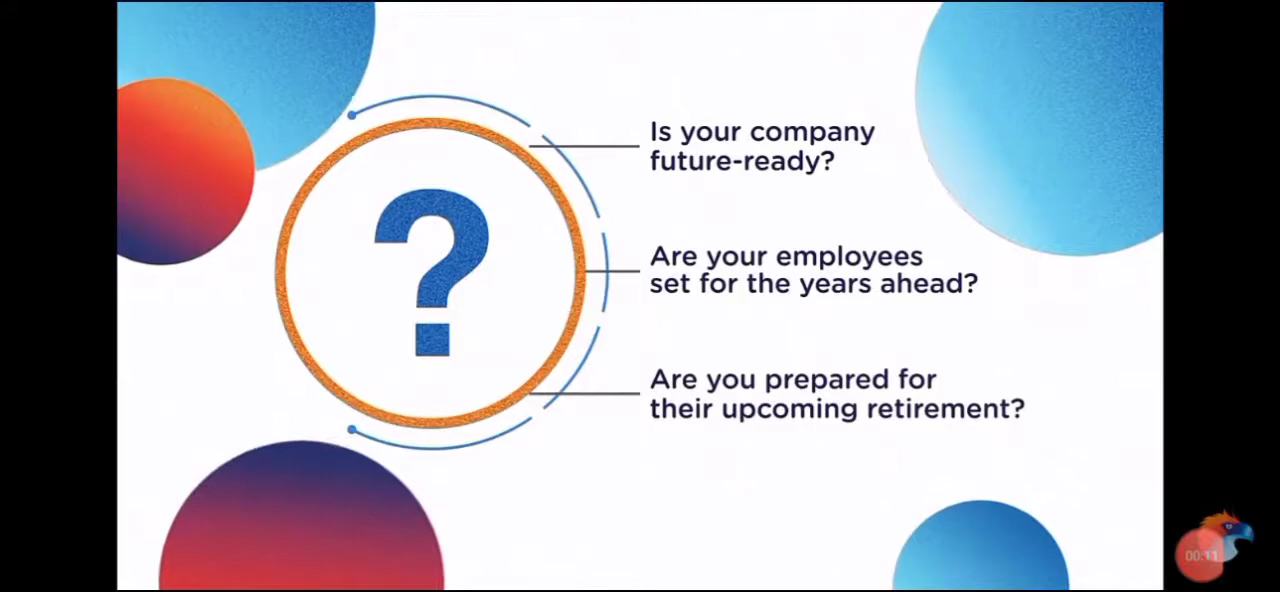 ?
Is your company
future-ready?
Are your employees
set for the years ahead?
Are you prepared for
their upcoming retirement?
00:11